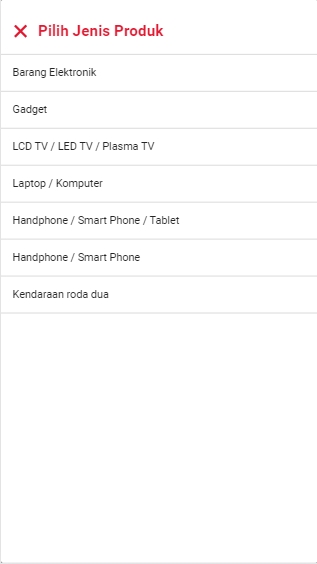 Pilih Jenis Produk
Barang Elektronik
Gadget
LCD TV / LED TV / Plasma TV
Laptop / Komputer
Handphone / Smart Phone / Tablet
Handphone / Smart Phone
Kendaraan roda dua